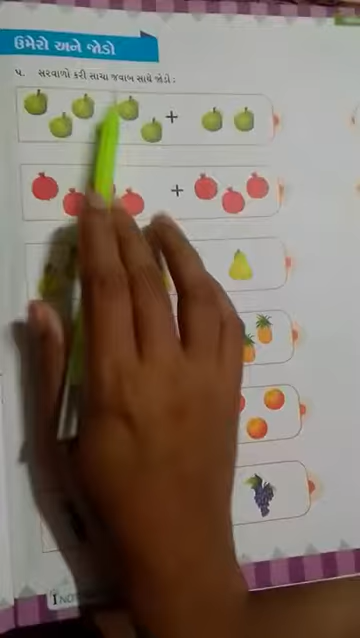 ઉમેરો અને જોડો
૫. સરવાળો કરી સાચા જવાબ સાથે જોડો :
+
+